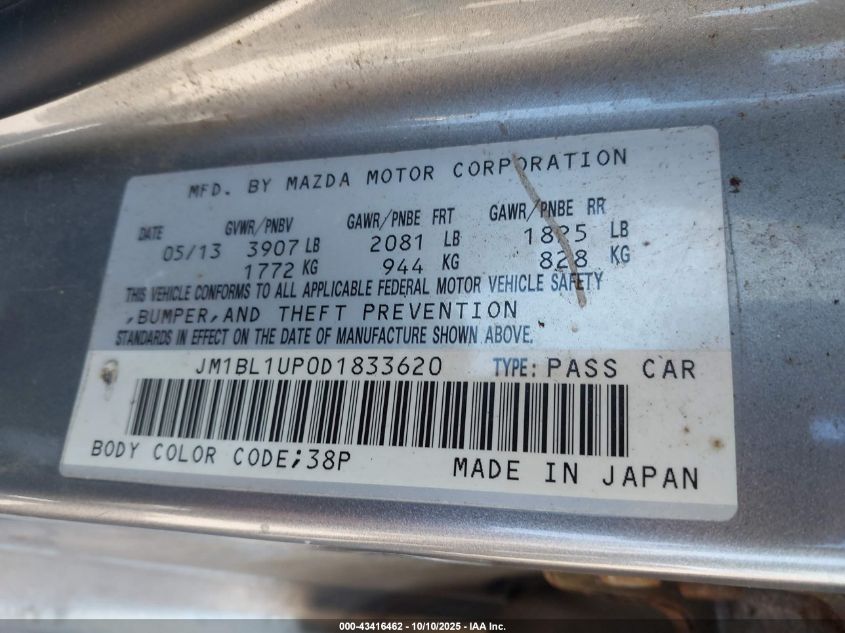 MFD. BY MAZDA MOTOR CORPORATION
DATE GVWR/PNBV GAWR/PNBE FRT GAWR/PNBE RR
05/13 3907 LB 2081 LB 1825 LB
1772 KG 944 KG 828 KG
THIS VEHICLE CONFORMS TO ALL APPLICABLE FEDERAL MOTOR VEHICLE SAFETY
,BUMPER,AND THEFT PREVENTION
STANDARDS IN EFFECT ON THE DATE OF MANUFACTURE SHOWN ABOVE.
JM1BL1UP0D1833620 TYPE: PASS CAR
BODY COLOR CODE;38P MADE IN JAPAN
000-43416462 - 10/10/2025 - © Copyright 2025 - IAA, Inc.